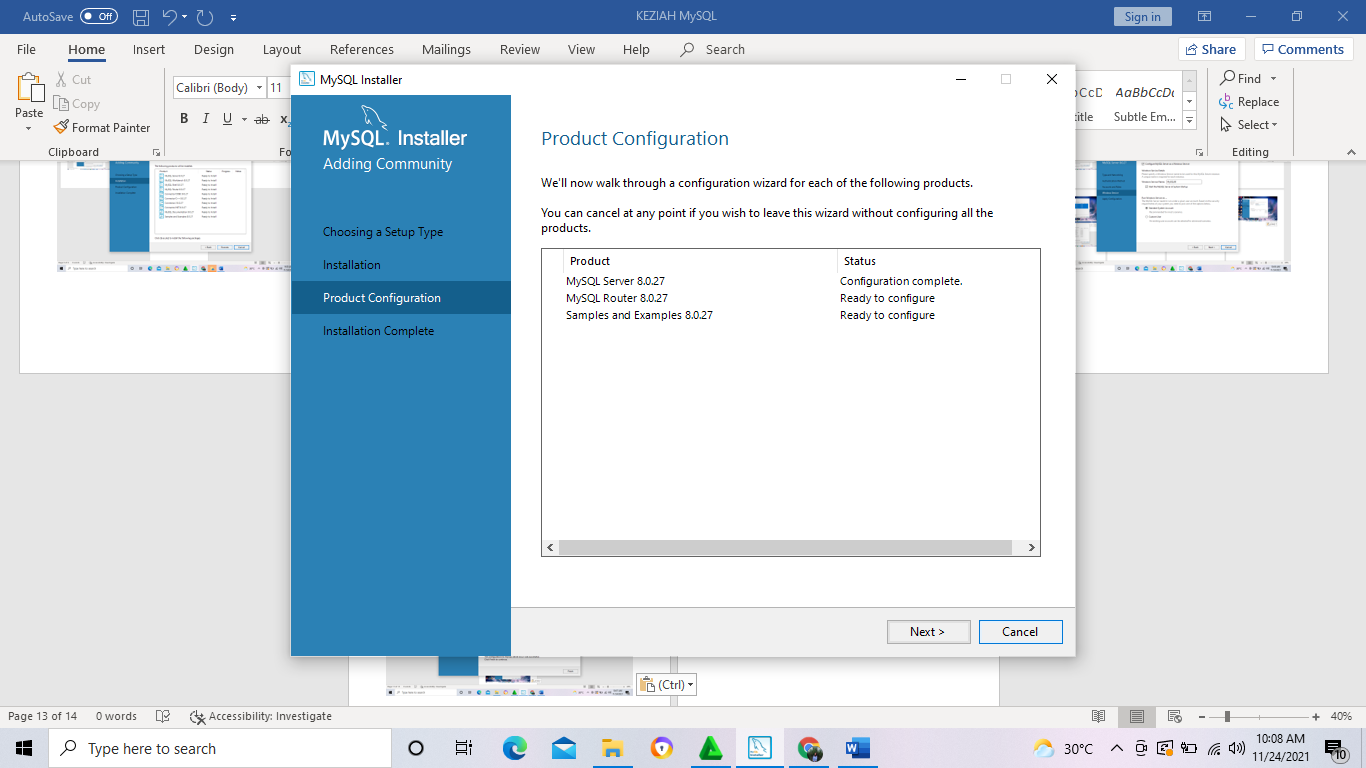 AutoSave Off KEZIAH MySQL Sign in
File Home Insert Design Layout References Mailings Review View Help Search Share Comments
Paste Cut Copy Format Painter
Calibri (Body) 11
B I U ab x
AaBbCcDc
Subtle Em...
Find Replace Select
Clipboard Editing
MySQL Installer
MySQL Installer
Adding Community
Choosing a Setup Type
Installation
Product Configuration
Installation Complete
Product Configuration
We'll now walk through a configuration wizard for each of the following products.
You can cancel at any point if you wish to leave this wizard without configuring all the
products.
Product Status
MySQL Server 8.0.27 Configuration complete.
MySQL Router 8.0.27 Ready to configure
Samples and Examples 8.0.27 Ready to configure
Next > Cancel
(Ctrl)
Page 13 of 14 0 words Accessibility: Investigate 40%
Type here to search 30°C 10:08 AM
11/24/2021 10